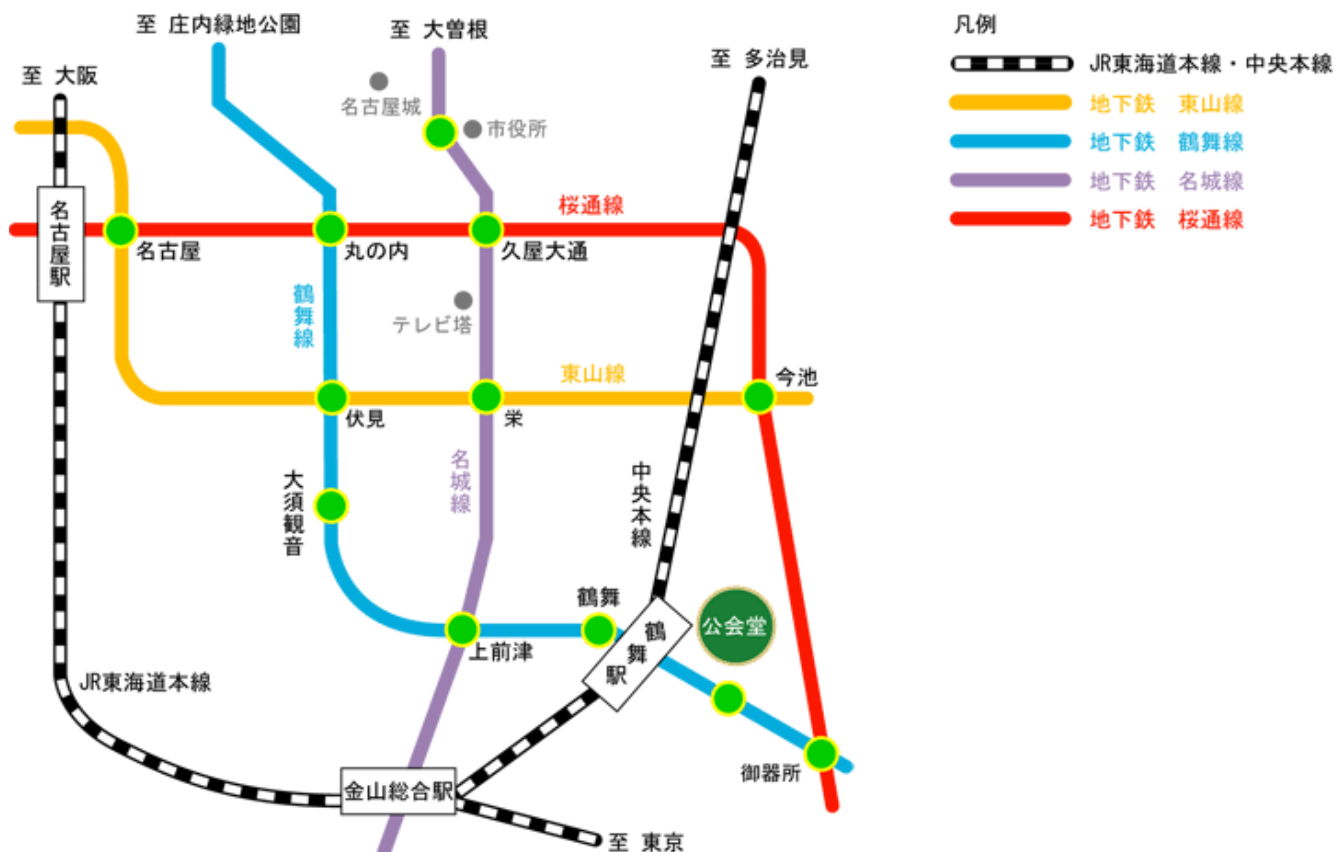 至 庄内緑地公園
至 大曽根
至 多治見
至 大阪
名古屋城
市役所
名古屋駅
桜通線
名古屋
丸の内
久屋大通
鶴舞線
テレビ塔
東山線
今池
伏見
栄
大須観音
名城線
中央本線
鶴舞
公会堂
鶴舞駅
上前津
JR東海道本線
御器所
金山総合駅
至 東京
凡例
JR東海道本線・中央本線
地下鉄 東山線
地下鉄 鶴舞線
地下鉄 名城線
地下鉄 桜通線